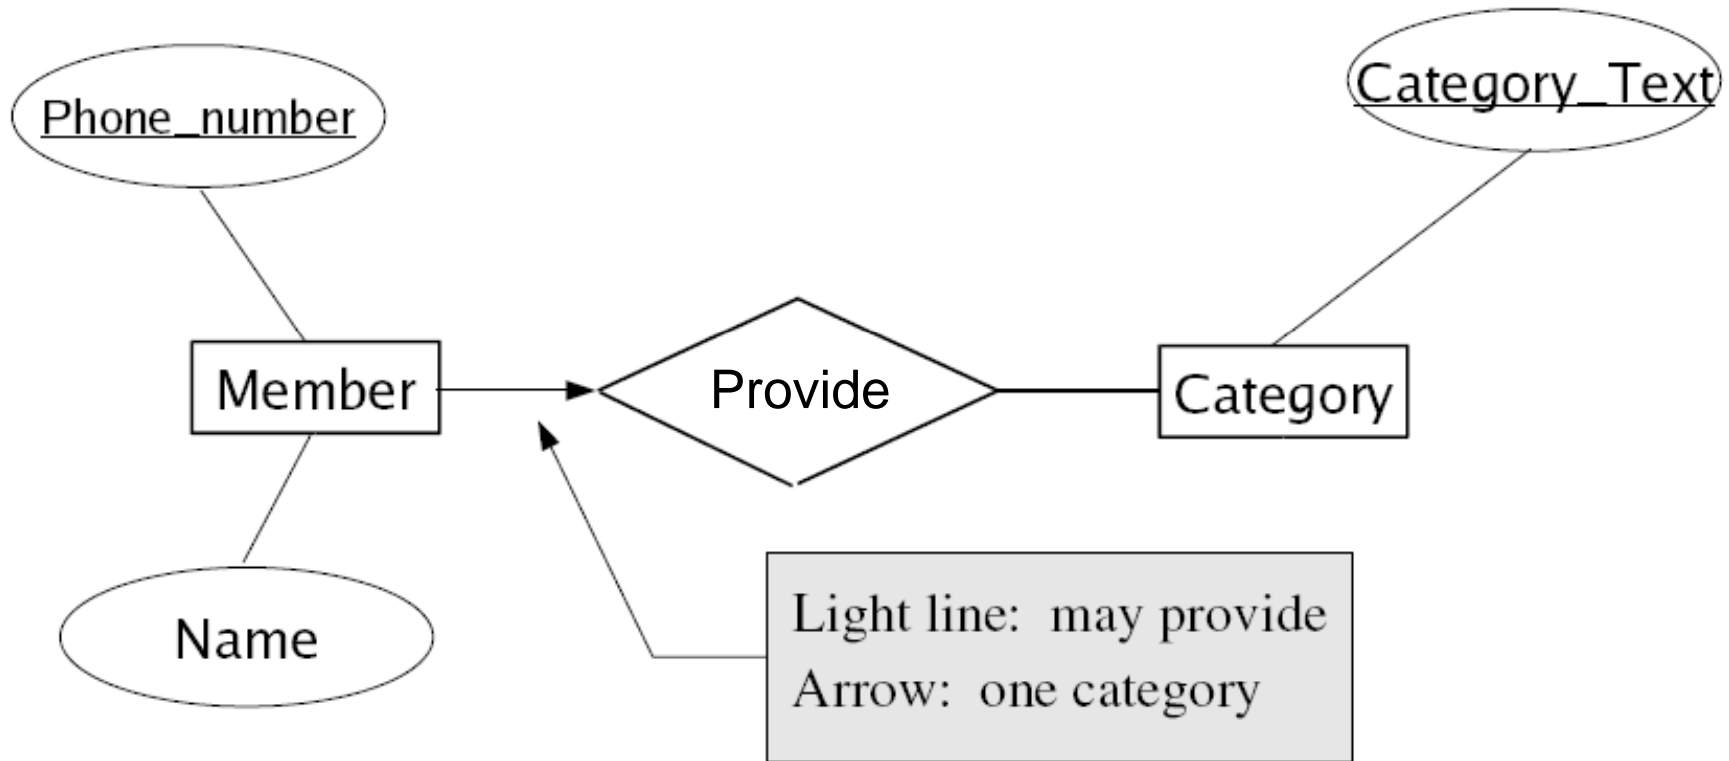 Phone_number
Category_Text
Member
Provide
Category
Name
Light line: may provide
Arrow: one category